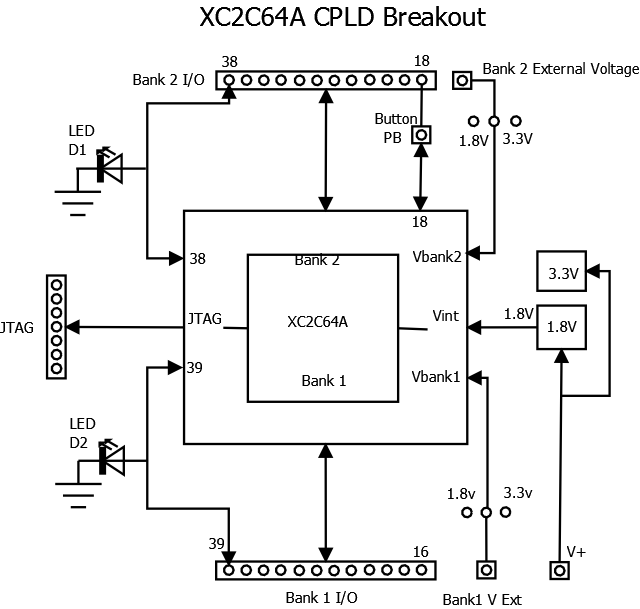 XC2C64A CPLD Breakout
38
18
Bank 2 I/O
Bank 2 External Voltage
LED
D1
Button
PB
1.8V
3.3V
18
38
Bank 2
Vbank2
3.3V
JTAG
JTAG
XC2C64A
Vint
1.8V
1.8V
39
Bank 1
Vbank1
LED
D2
1.8v
3.3v
39
16
V+
Bank 1 I/O
Bank1 V Ext